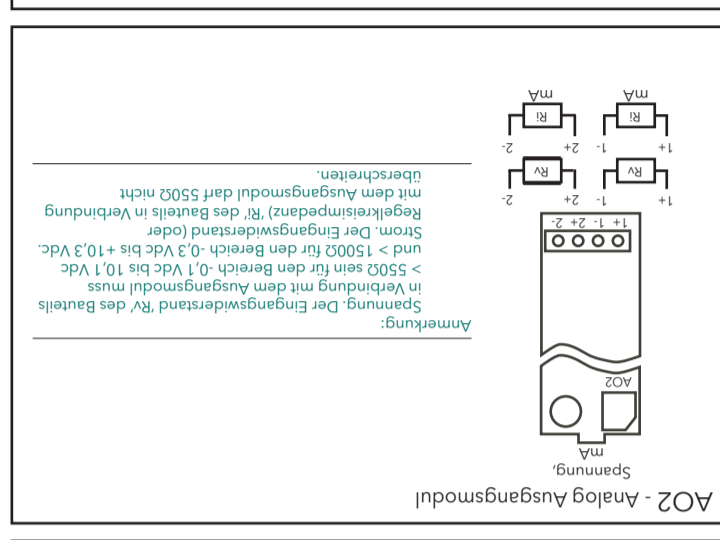 AO2 - Analog Ausgangsmodul
Spannung,
mA
AO2
1+ 1- 2+ 2-
1+ 1- 2+ 2-
Rv Rv
1+ 1- 2+ 2-
Ri Ri
mA mA
Anmerkung:
Spannung. Der Eingangswiderstand 'Rv' des Bauteils
in Verbindung mit dem Ausgangsmodul muss
> 550Ω sein für den Bereich -0,1 Vdc bis 10,1 Vdc
und > 1500Ω für den Bereich -0,3 Vdc bis +10,3 Vdc.
Strom. Der Eingangswiderstand (oder
Regelkreisimpedanz) 'Ri' des Bauteils in Verbindung
mit dem Ausgangsmodul darf 550Ω nicht
überschreiten.